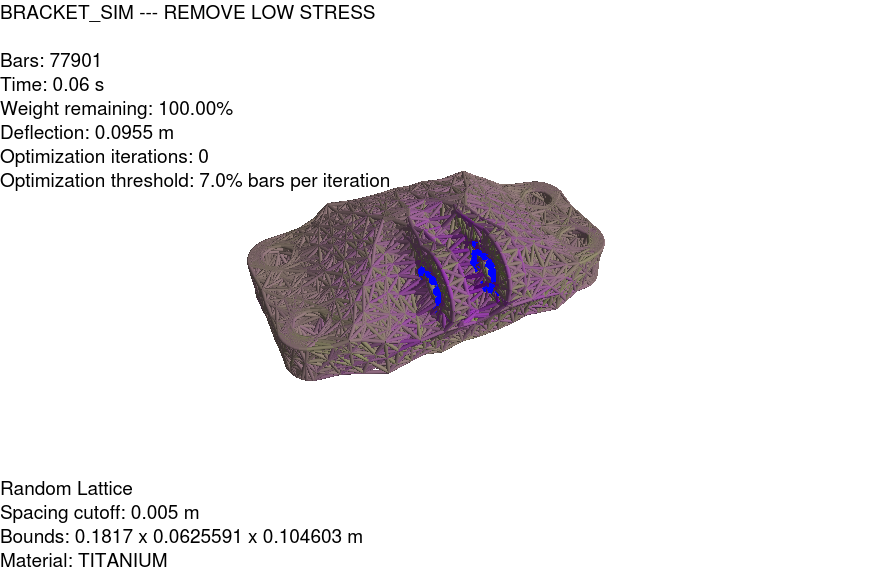 BRACKET_SIM --- REMOVE LOW STRESS
Bars: 77901
Time: 0.06 s
Weight remaining: 100.00%
Deflection: 0.0955 m
Optimization iterations: 0
Optimization threshold: 7.0% bars per iteration
Random Lattice
Spacing cutoff: 0.005 m
Bounds: 0.1817 x 0.0625591 x 0.104603 m
Material: TITANIUM